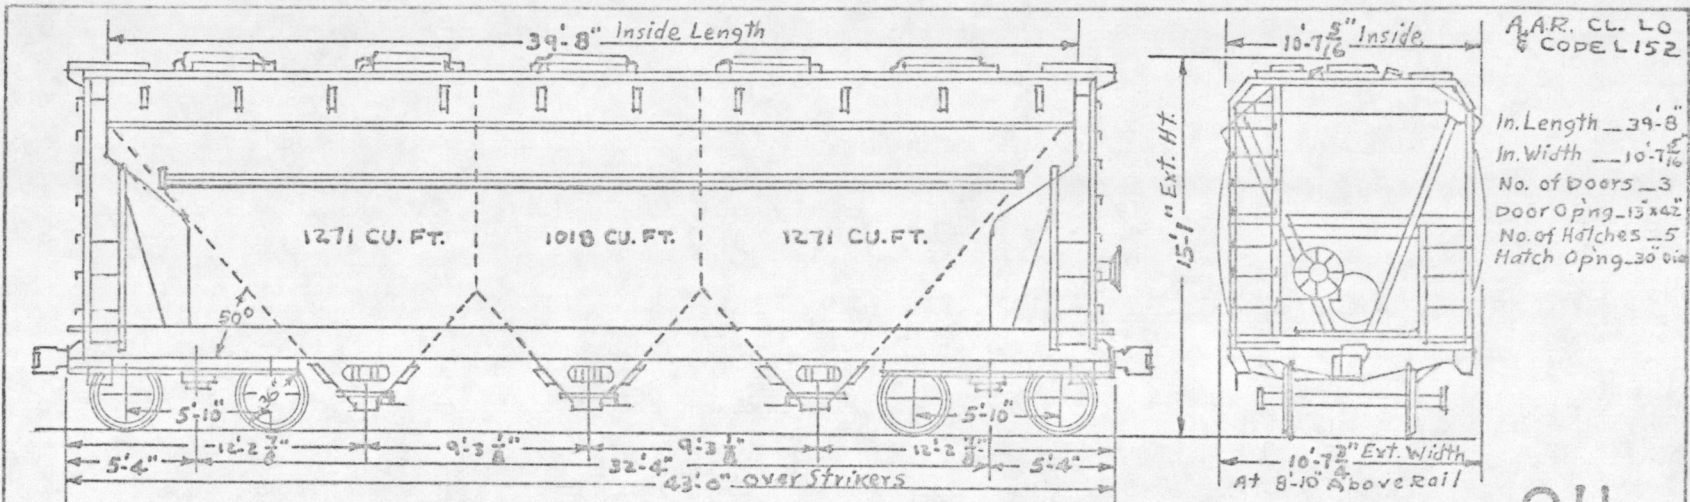 39'-8" Inside Length
10'-7 5/16" Inside
A.A.R. CL. LO
& CODE L152
In. Length __ 39'-8"
In. Width __ 10'-7 5/16"
No. of Doors __ 3
Door Op'ng _ 13"x42"
No. of Hatches __ 5
Hatch Op'ng _ 30" Dia
15'-1" Ext. Ht.
1271 CU. FT.
1018 CU. FT.
1271 CU. FT.
50°
5'-10"
5'-10"
12'-2 7/8"
9'-3 1/8"
9'-3 1/8"
12'-2 7/8"
5'-4"
32'-4"
5'-4"
43'-0" over Strikers
10'-7 3/4" Ext. Width
At 8'-10" Above Rail